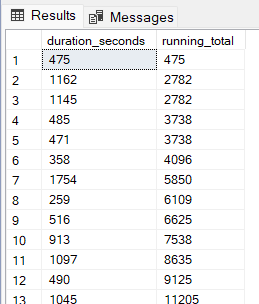 Results Messages
duration_seconds running_total
1 475 475
2 1162 2782
3 1145 2782
4 485 3738
5 471 3738
6 358 4096
7 1754 5850
8 259 6109
9 516 6625
10 913 7538
11 1097 8635
12 490 9125
13 1045 11205